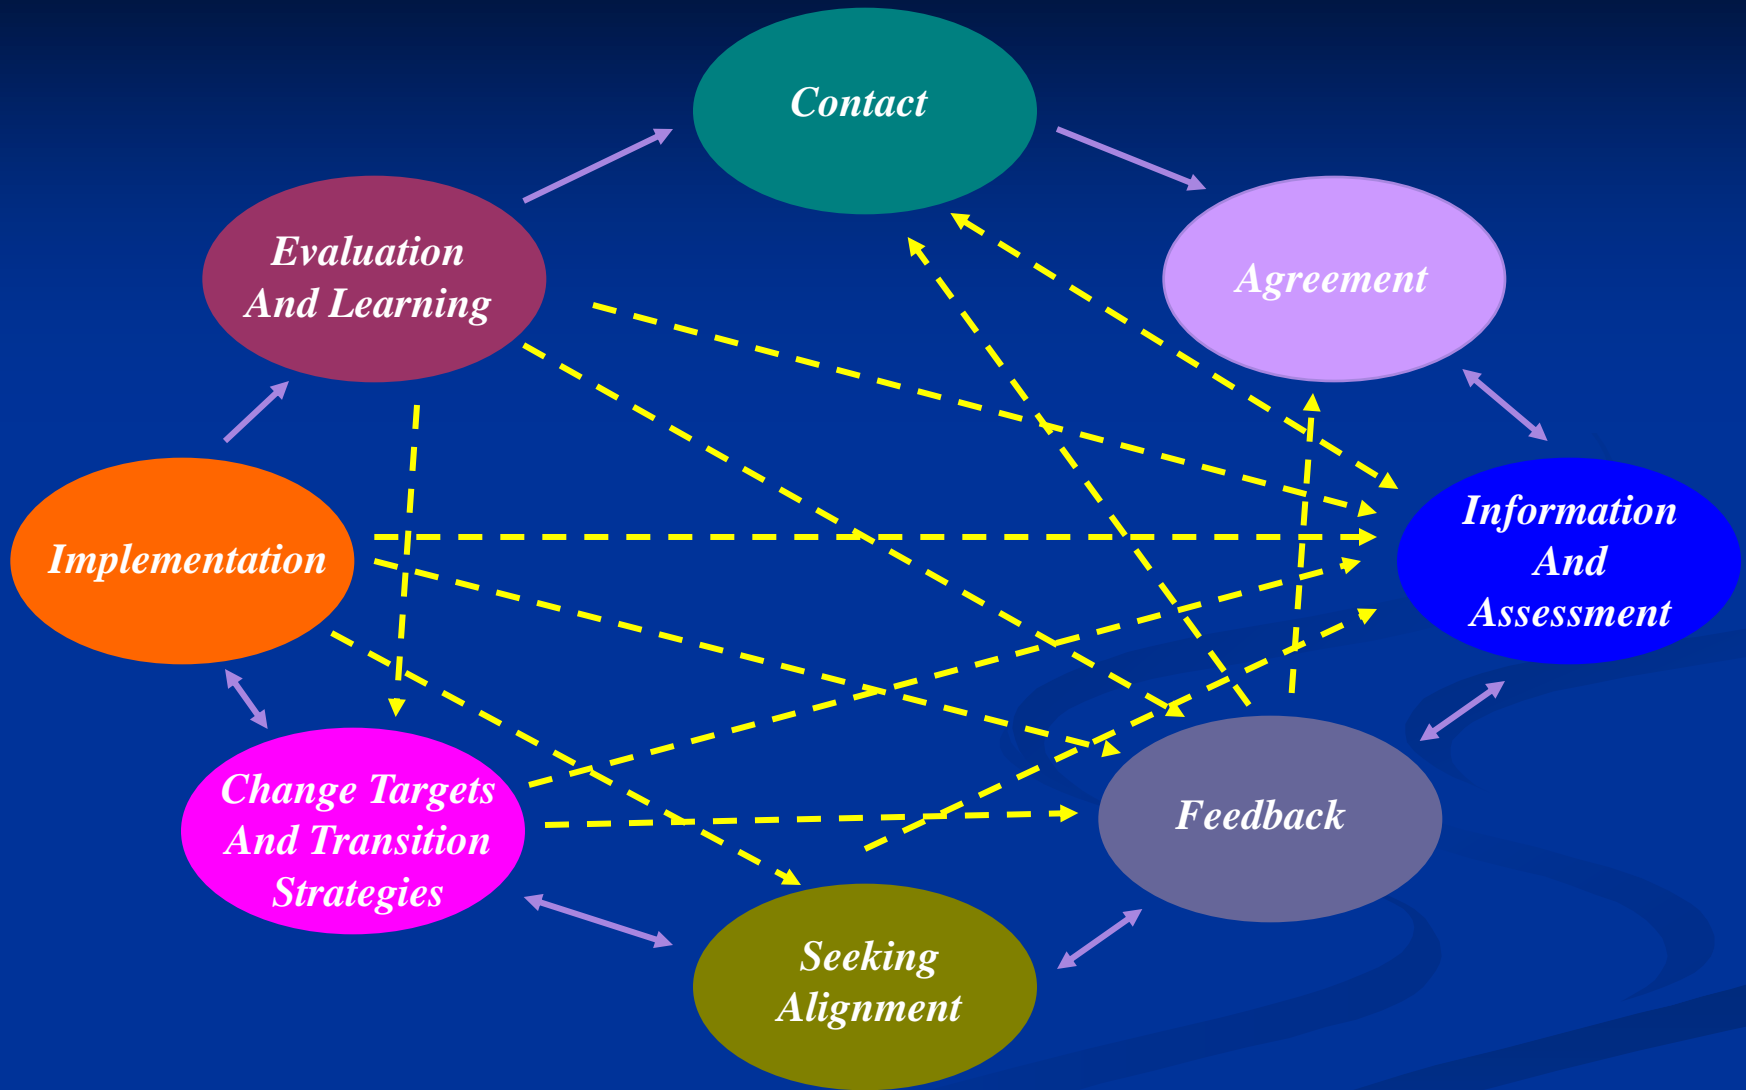 Contact
Evaluation
And Learning
Agreement
Information
And
Assessment
Implementation
Change Targets
And Transition
Strategies
Feedback
Seeking
Alignment